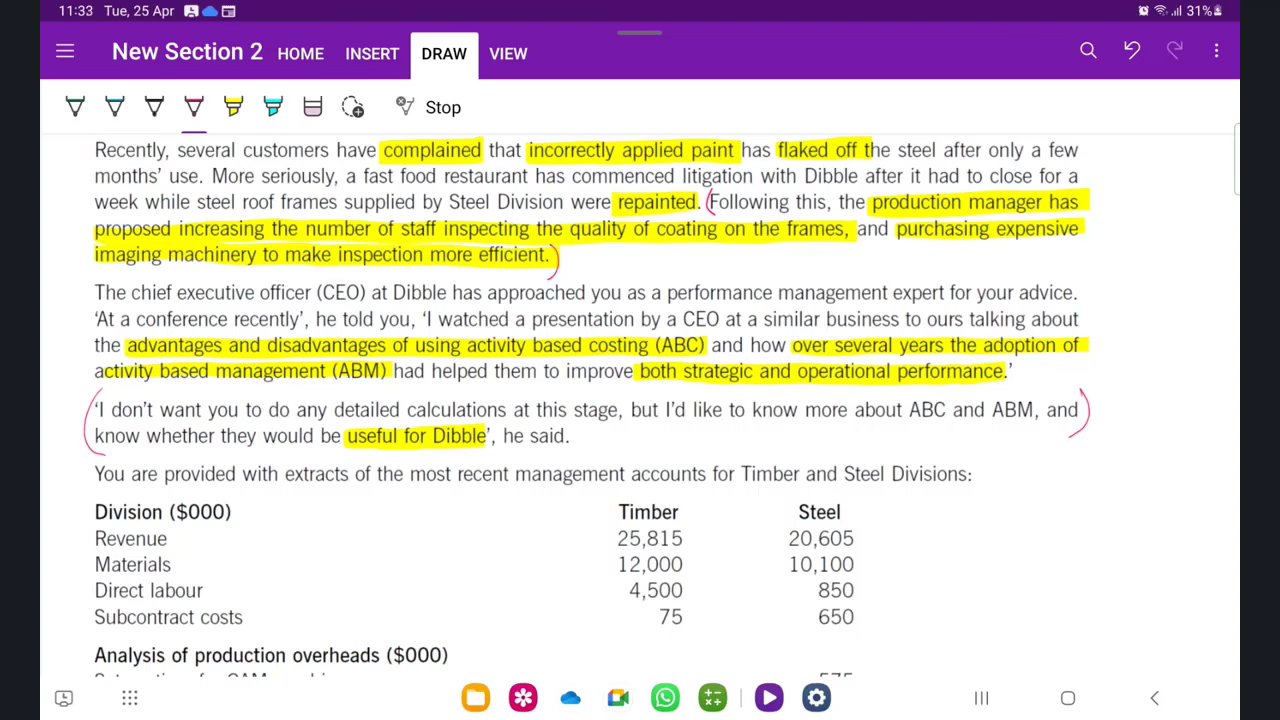 11:33 Tue, 25 Apr 31%
New Section 2 HOME INSERT DRAW VIEW
Stop
Recently, several customers have complained that incorrectly applied paint has flaked off the steel after only a few
months' use. More seriously, a fast food restaurant has commenced litigation with Dibble after it had to close for a
week while steel roof frames supplied by Steel Division were repainted. Following this, the production manager has
proposed increasing the number of staff inspecting the quality of coating on the frames, and purchasing expensive
imaging machinery to make inspection more efficient.
The chief executive officer (CEO) at Dibble has approached you as a performance management expert for your advice.
'At a conference recently', he told you, 'I watched a presentation by a CEO at a similar business to ours talking about
the advantages and disadvantages of using activity based costing (ABC) and how over several years the adoption of
activity based management (ABM) had helped them to improve both strategic and operational performance.'
'I don't want you to do any detailed calculations at this stage, but I'd like to know more about ABC and ABM, and
know whether they would be useful for Dibble', he said.
You are provided with extracts of the most recent management accounts for Timber and Steel Divisions:
Division ($000) Timber Steel
Revenue 25,815 20,605
Materials 12,000 10,100
Direct labour 4,500 850
Subcontract costs 75 650
Analysis of production overheads ($000)